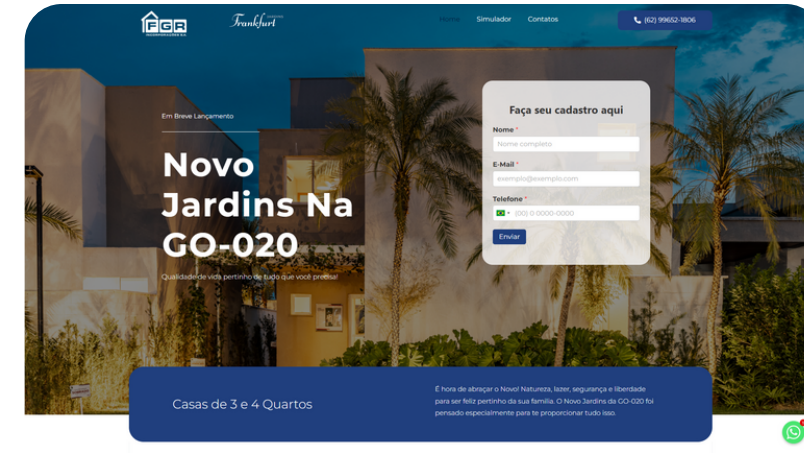 FGR
INCORPORADORA S.A
JARDINS
Frankfurt
Home
Simulador
Contatos
(62) 99652-1806
Em Breve Lançamento
Novo
Jardins Na
GO-020
Qualidade de vida pertinho de tudo que você precisa!
Faça seu cadastro aqui
Nome *
Nome completo
E-Mail *
exemplo@exemplo.com
Telefone *
(00) 0 0000-0000
Enviar
Casas de 3 e 4 Quartos
É hora de abraçar o Novo! Natureza, lazer, segurança e liberdade
para ser feliz pertinho da sua família. O Novo Jardins da GO-020 foi
pensado especialmente para te proporcionar tudo isso.